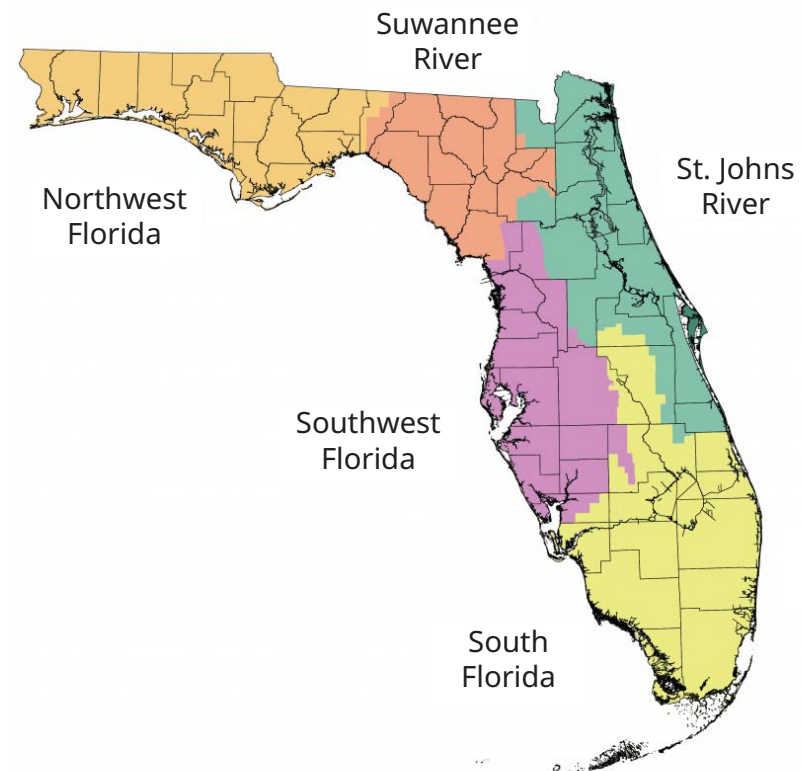 Suwannee
River
St. Johns
River
Northwest
Florida
Southwest
Florida
South
Florida